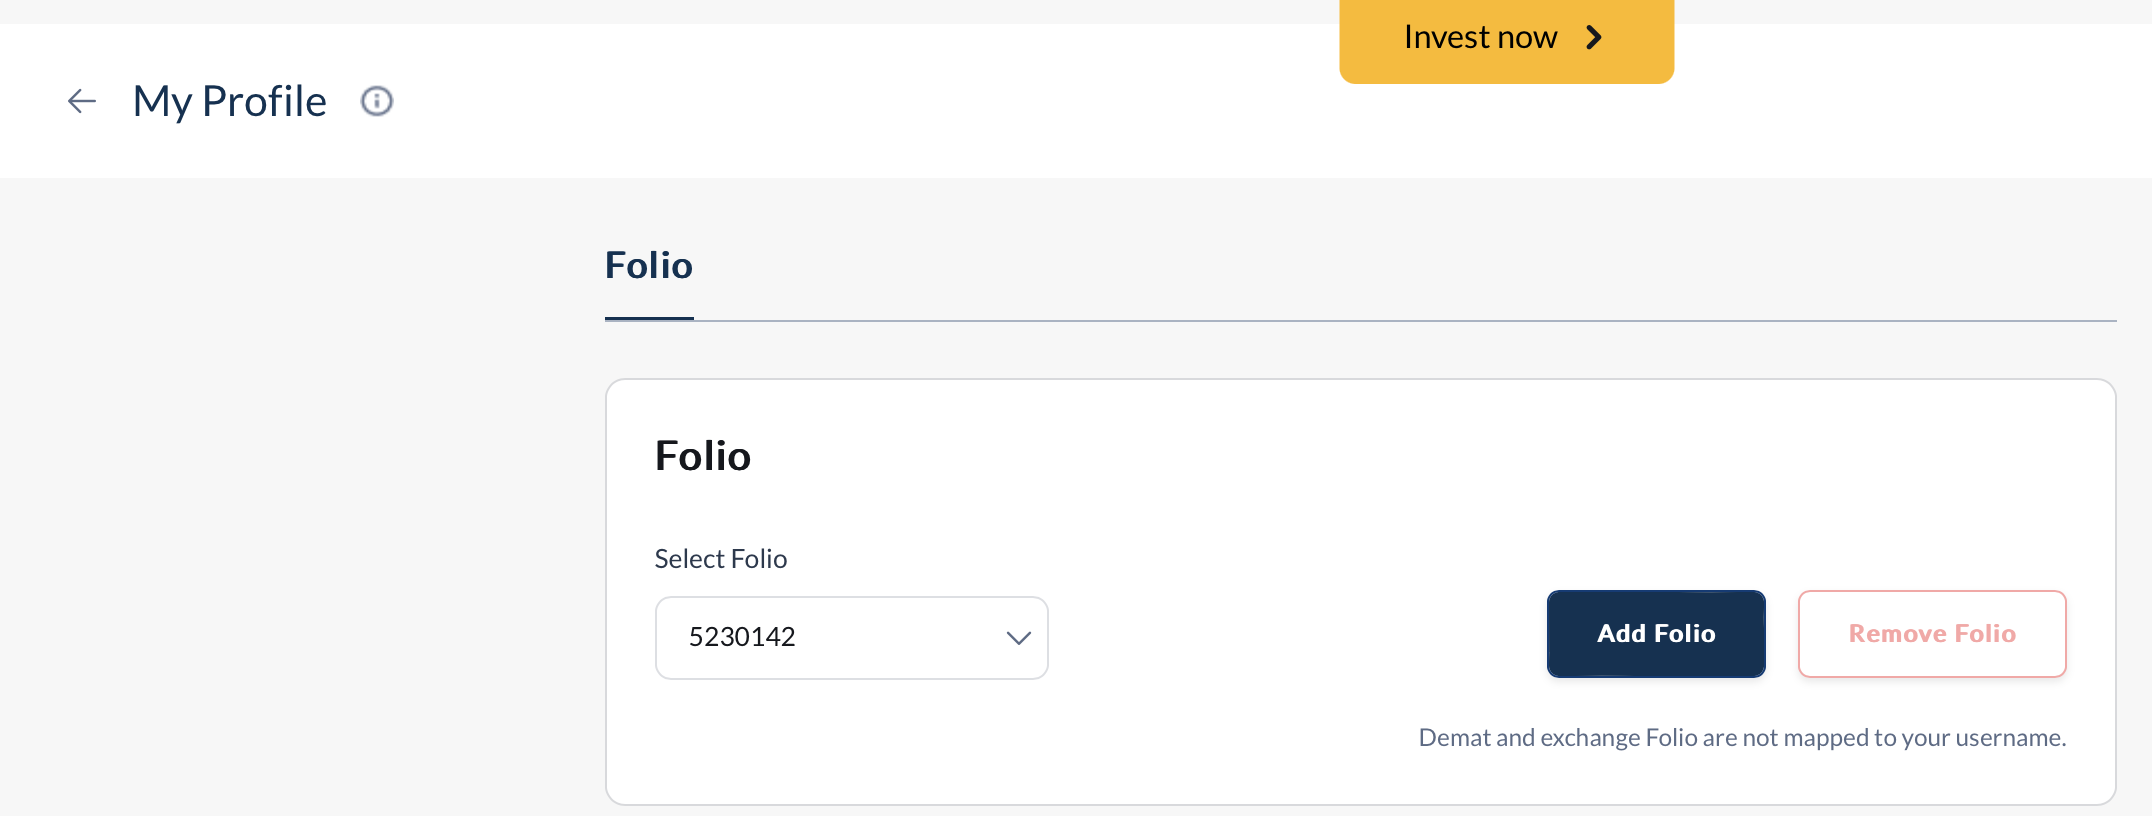 Invest now
My Profile
Folio
Folio
Select Folio
5230142
Add Folio
Remove Folio
Demat and exchange Folio are not mapped to your username.